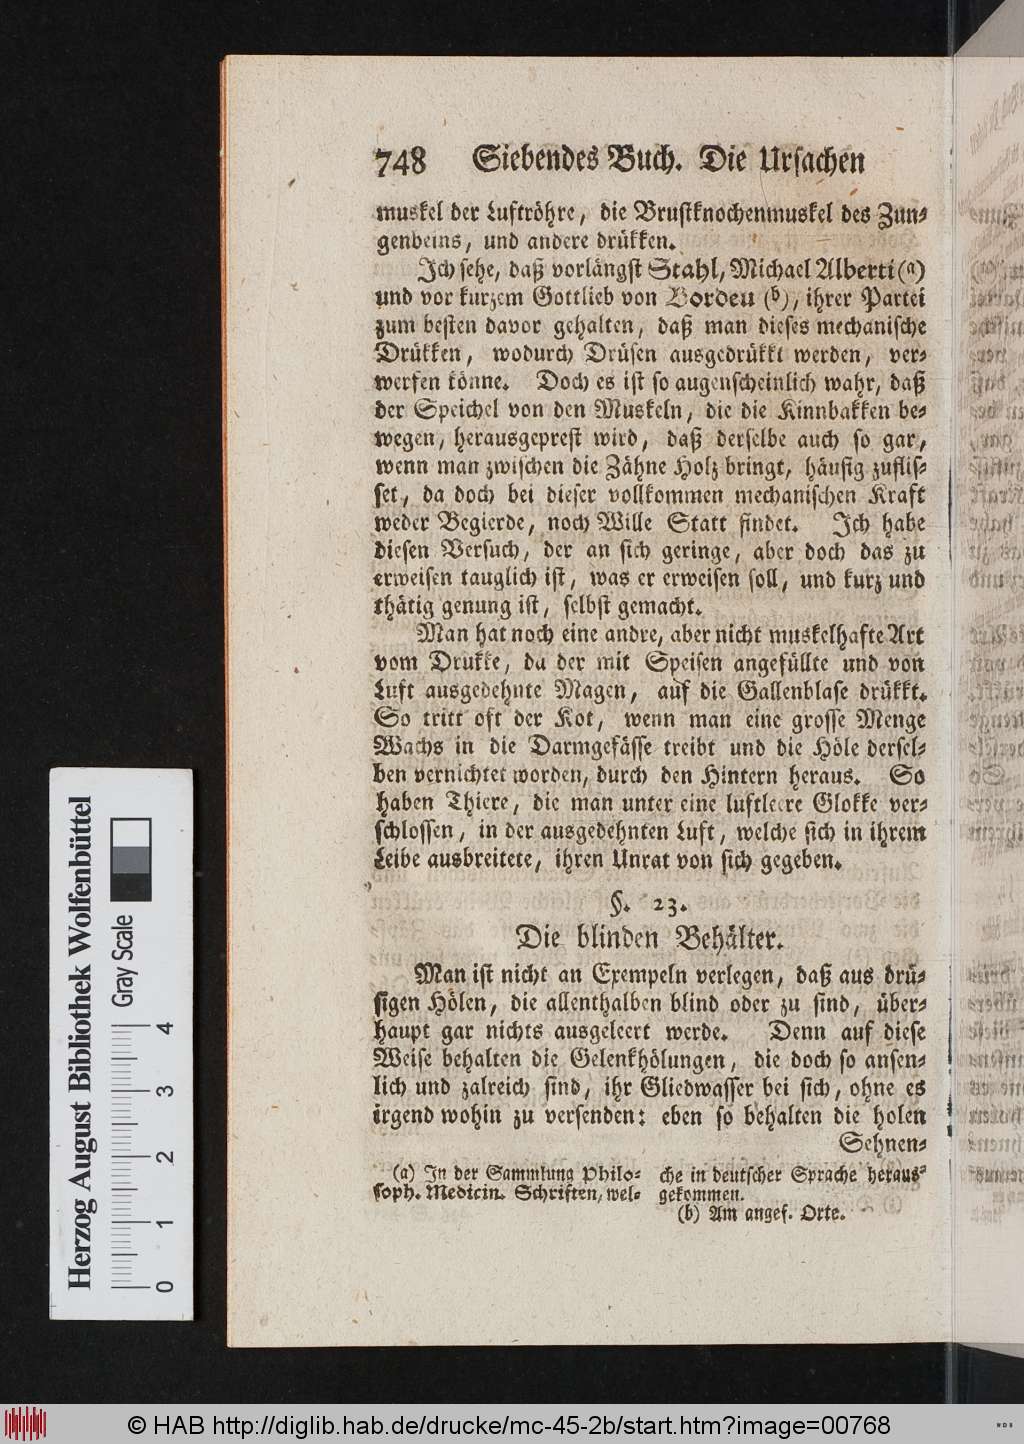 748 Siebendes Buch. Die Ursachen
muskel der Luftröhre, die Brustknochenmuskel des Zun-
genbeins, und andere drükken.
Ich sehe, daß vorlängst Stahl, Michael Alberti (a)
und vor kurzem Gottlieb von Bordeu (b), ihrer Partei
zum besten davor gehalten, daß man dieses mechanische
Drükken, wodurch Drüsen ausgedrükkt werden, ver-
werfen könne. Doch es ist so augenscheinlich wahr, daß
der Speichel von den Muskeln, die die Kinnbakken be-
wegen, herausgeprest wird, daß derselbe auch so gar,
wenn man zwischen die Zähne Holz bringt, häufig zuflis-
set, da doch bei dieser vollkommen mechanischen Kraft
weder Begierde, noch Wille Statt findet. Ich habe
diesen Versuch, der an sich geringe, aber doch das zu
erweisen tauglich ist, was er erweisen soll, und kurz und
thätig genung ist, selbst gemacht.
Man hat noch eine andre, aber nicht muskelhafte Art
vom Drukke, da der mit Speisen angefüllte und von
Luft ausgedehnte Magen, auf die Gallenblase drükkt.
So tritt oft der Kot, wenn man eine grosse Menge
Wachs in die Darmgefässe treibt und die Höle dersel-
ben vernichtet worden, durch den Hintern heraus. So
haben Thiere, die man unter eine luftleere Glokke ver-
schlossen, in der ausgedehnten Luft, welche sich in ihrem
Leibe ausbreitete, ihren Unrat von sich gegeben.
§. 23.
Die blinden Behälter.
Man ist nicht an Exempeln verlegen, daß aus drü-
sigen Hölen, die allenthalben blind oder zu sind, über-
haupt gar nichts ausgeleert werde. Denn auf diese
Weise behalten die Gelenkhölungen, die doch so ansen-
lich und zalreich sind, ihr Gliedwasser bei sich, ohne es
irgend wohin zu versenden: eben so behalten die holen
Sehnen-
(a) In der Sammlung Philo-
soph. Medicin. Schriften, wel-
che in deutscher Sprache heraus-
gekommen.
(b) Am angef. Orte.
Herzog August Bibliothek Wolfenbüttel
Gray Scale
0 1 2 3 4
© HAB http://diglib.hab.de/drucke/mc-45-2b/start.htm?image=00768